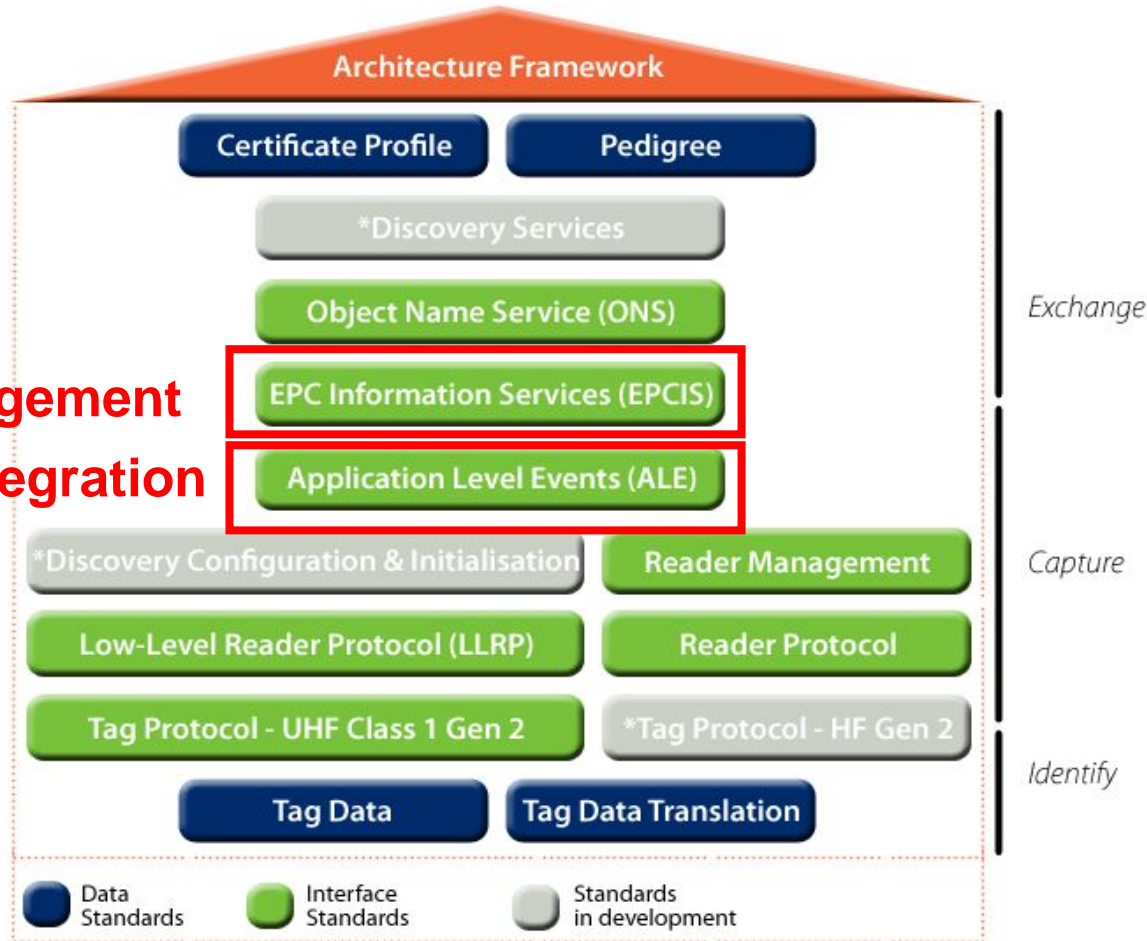 Architecture Framework
Certificate Profile
Pedigree
*Discovery Services
Object Name Service (ONS)
Exchange
gement
EPC Information Services (EPCIS)
egration
Application Level Events (ALE)
*Discovery Configuration & Initialisation
Reader Management
Capture
Low-Level Reader Protocol (LLRP)
Reader Protocol
Tag Protocol - UHF Class 1 Gen 2
*Tag Protocol - HF Gen 2
Identify
Tag Data
Tag Data Translation
Data
Standards
Interface
Standards
Standards
in development